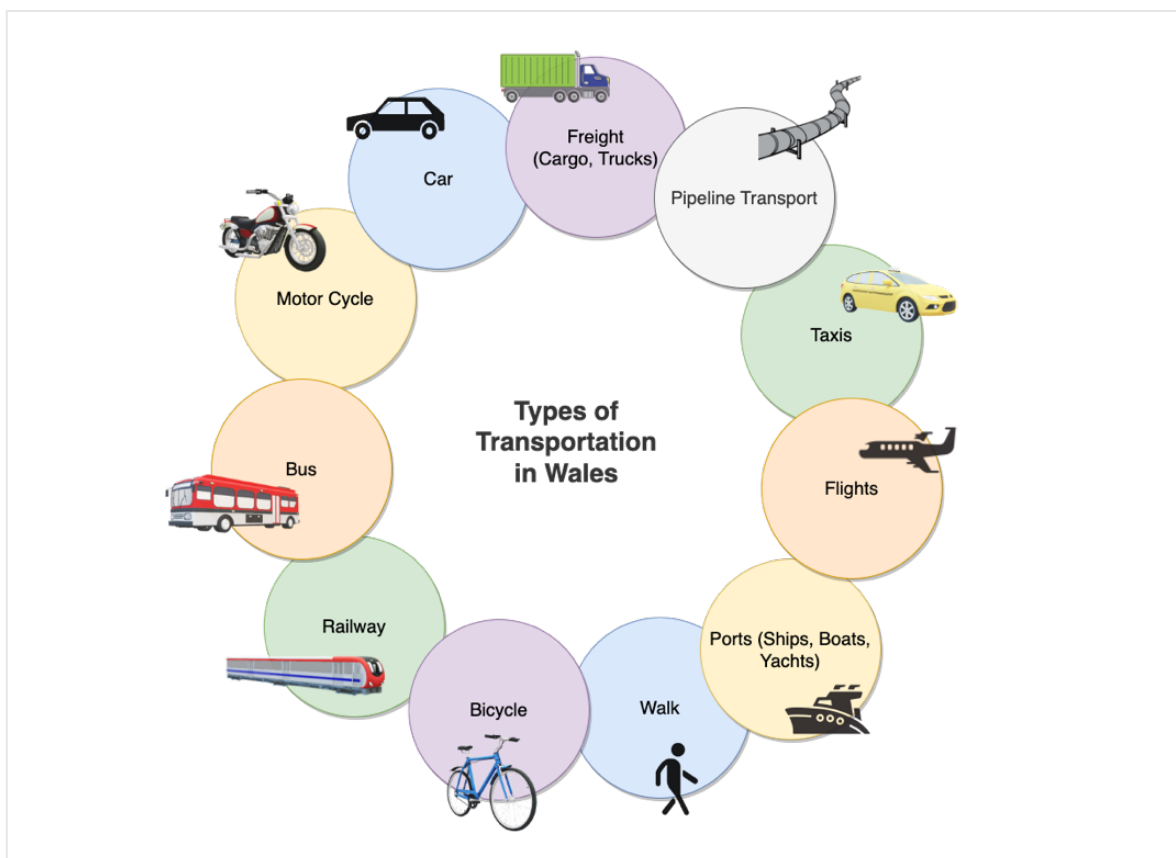 Freight
(Cargo, Trucks)
Car
Pipeline Transport
Motor Cycle
Taxis
Types of
Transportation
in Wales
Bus
Flights
Railway
Ports (Ships, Boats,
Yachts)
Bicycle
Walk